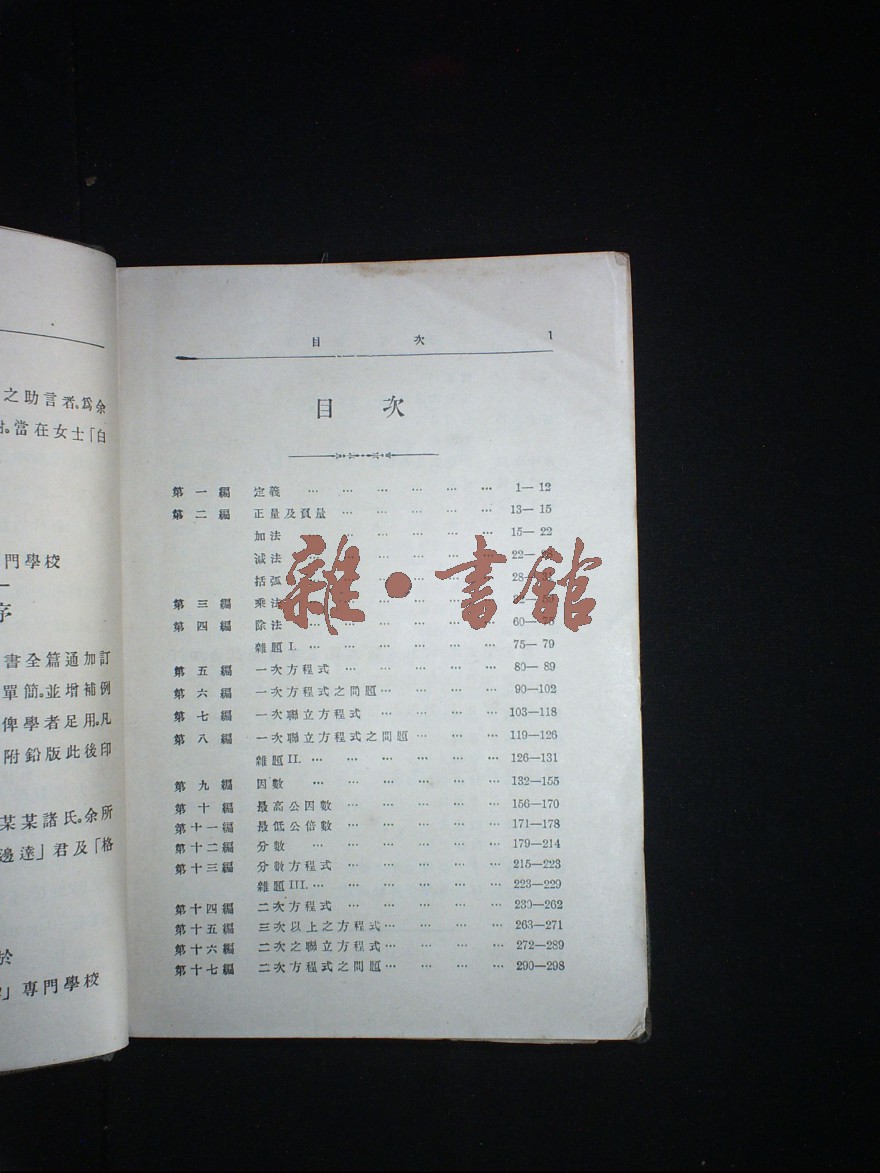 之助言者。爲余
當在女士「白
門學校
序
書全篇通加訂
單簡。並增補例
俾學者足用。凡
附鉛版此後印
某某諸氏。余所
邊達」君及「格
於
」專門學校
目 次 1
目 次
第一編 定義 … … … … … … 1—12
第二編 正量及負量 … … … … … 13—15
加法 … … … … … … 15—22
減法 … … … … … … 22—
括弧 … … … … … … 28—
第三編 乘法
第四編 除法 … … … … … … 60—
雜題 I. … … … … … … 75—79
第五編 一次方程式 … … … … … 80—89
第六編 一次方程式之問題 … … … … 90—102
第七編 一次聯立方程式 … … … … 103—118
第八編 一次聯立方程式之問題 … … … 119—126
雜題 II. … … … … … … 126—131
第九編 因數 … … … … … … 132—155
第十編 最高公因數 … … … … … 156—170
第十一編 最低公倍數 … … … … … 171—178
第十二編 分數 … … … … … … 179—214
第十三編 分數方程式 … … … … … 215—223
雜題 III. … … … … … … 223—229
第十四編 二次方程式 … … … … … 230—262
第十五編 三次以上之方程式 … … … … 263—271
第十六編 二次之聯立方程式 … … … … 272—289
第十七編 二次方程式之問題 … … … … 290—298
雜·書館